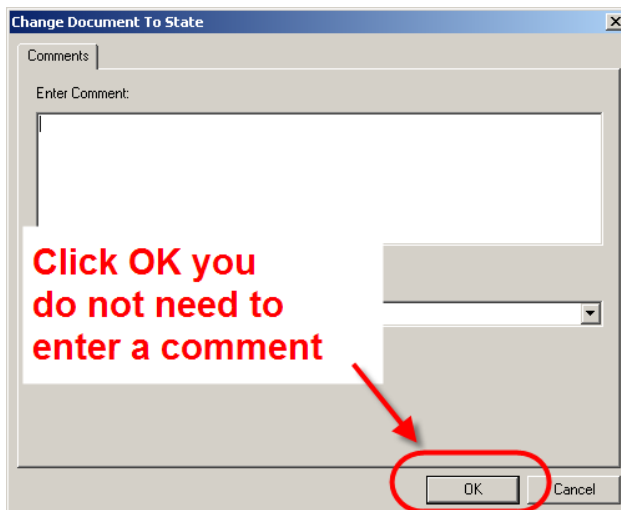 Change Document To State
Comments
Enter Comment:
Click OK you
do not need to
enter a comment
OK
Cancel